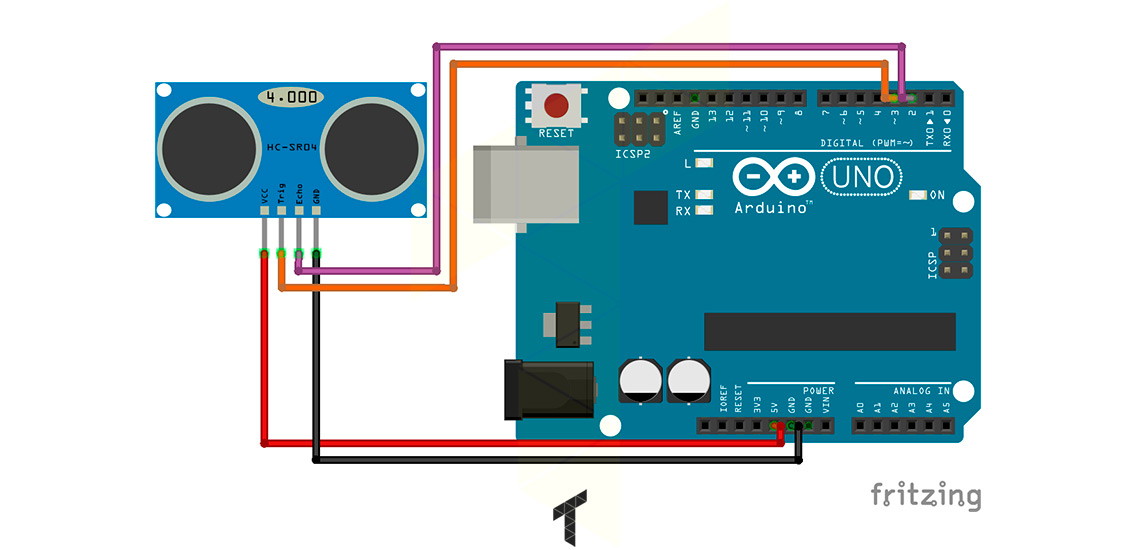 4.000
HC-SR04
VCC
Trig
Echo
GND
RESET
ICSP2
AREF
GND
13
12
~11
~10
~9
8
7
~6
~5
4
~3
2
TX0▶1
RX0◀0
DIGITAL (PWM=~)
L
TX
RX
Arduino™
UNO
ON
1
ICSP
POWER
ANALOG IN
IOREF
RESET
3V3
5V
GND
GND
VIN
A0
A1
A2
A3
A4
A5
fritzing